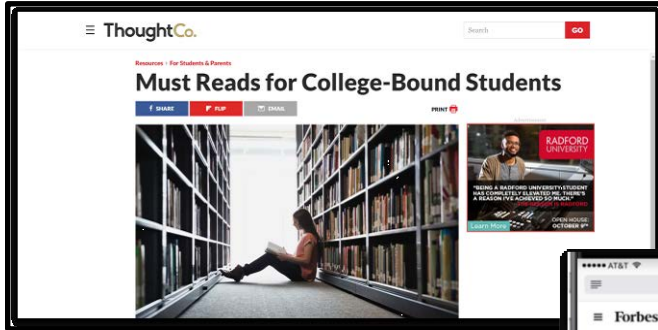 ThoughtCo.
Search
GO
Resources › For Students & Parents
Must Reads for College-Bound Students
SHARE
FLIP
EMAIL
PRINT
Advertisement
RADFORD
UNIVERSITY
"BEING A RADFORD UNIVERSITY STUDENT
HAS COMPLETELY ELEVATED ME. THERE'S
A REASON I'VE ACHIEVED SO MUCH."
OPEN HOUSE:
OCTOBER 9TH
Learn More
AT&T
Forbes